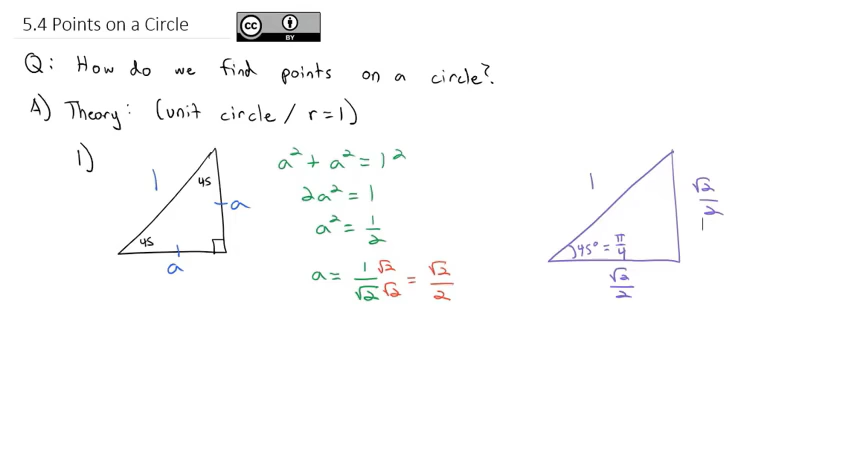 5.4 Points on a Circle
cc BY
Q: How do we find points on a circle?
A) Theory: (unit circle / r = 1)
1)
1
45
45
a
a
a² + a² = 1²
2a² = 1
a² = 1/2
a = 1/√2 √2/√2 = √2/2
1
√2/2
45° = π/4
√2/2